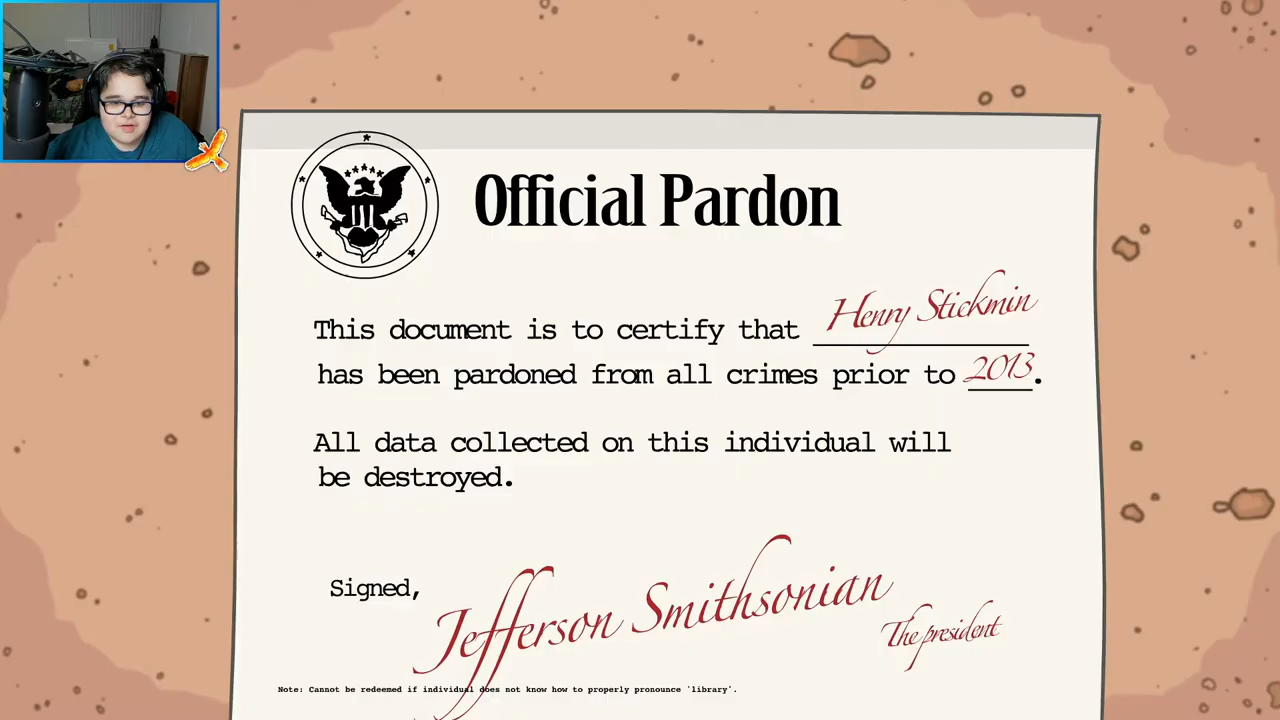 Official Pardon
This document is to certify that Henry Stickmin
has been pardoned from all crimes prior to 2013.
All data collected on this individual will
be destroyed.
Signed, Jefferson Smithsonian
The president
Note: Cannot be redeemed if individual does not know how to properly pronounce 'library'.